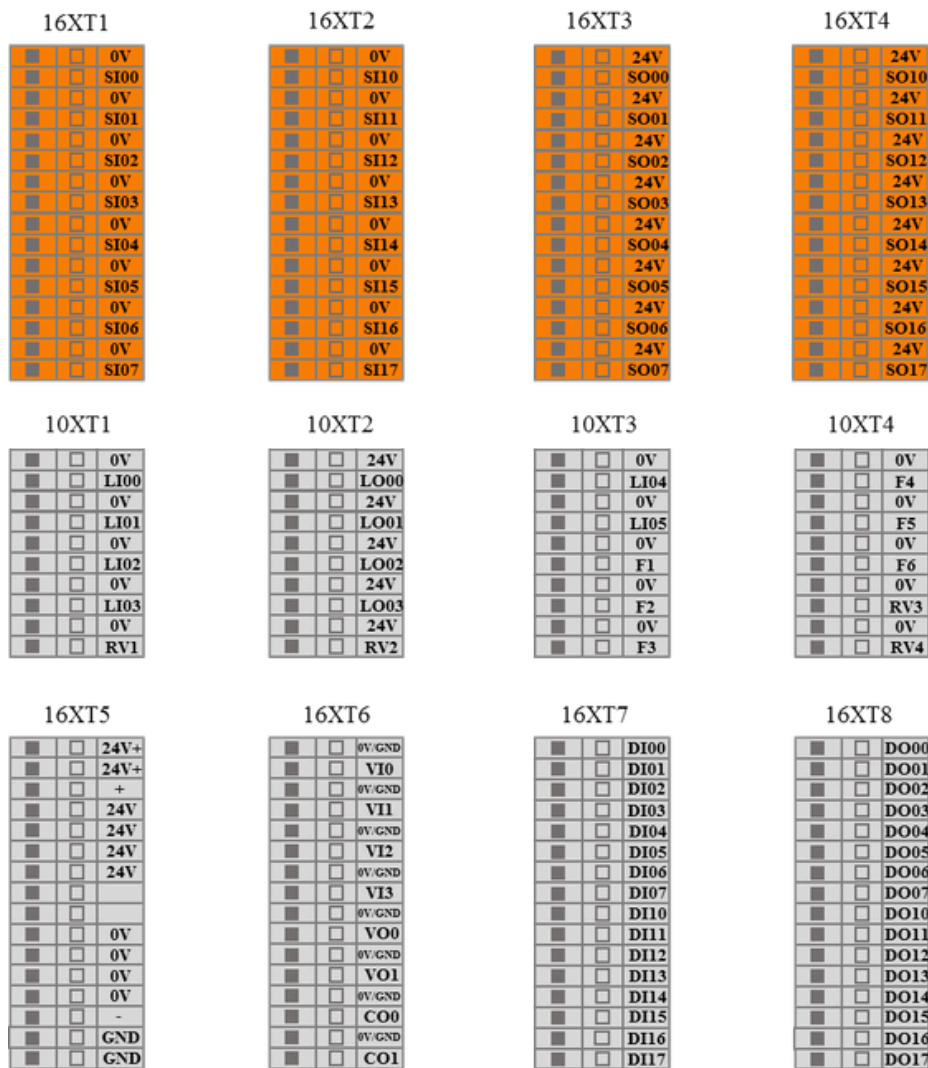 16XT1 16XT2 16XT3 16XT4
0V 0V 24V 24V
SI00 SI10 SO00 SO10
0V 0V 24V 24V
SI01 SI11 SO01 SO11
0V 0V 24V 24V
SI02 SI12 SO02 SO12
0V 0V 24V 24V
SI03 SI13 SO03 SO13
0V 0V 24V 24V
SI04 SI14 SO04 SO14
0V 0V 24V 24V
SI05 SI15 SO05 SO15
0V 0V 24V 24V
SI06 SI16 SO06 SO16
0V 0V 24V 24V
SI07 SI17 SO07 SO17
10XT1 10XT2 10XT3 10XT4
0V 24V 0V 0V
LI00 LO00 LI04 F4
0V 24V 0V 0V
LI01 LO01 LI05 F5
0V 24V 0V 0V
LI02 LO02 F1 F6
0V 24V 0V 0V
LI03 LO03 F2 RV3
0V 24V 0V 0V
RV1 RV2 F3 RV4
16XT5 16XT6 16XT7 16XT8
24V+ 0V/GND DI00 DO00
24V+ VI0 DI01 DO01
+ 0V/GND DI02 DO02
24V VI1 DI03 DO03
24V 0V/GND DI04 DO04
24V VI2 DI05 DO05
24V 0V/GND DI06 DO06
VI3 DI07 DO07
0V/GND DI10 DO10
0V VO0 DI11 DO11
0V 0V/GND DI12 DO12
0V VO1 DI13 DO13
0V 0V/GND DI14 DO14
- CO0 DI15 DO15
GND 0V/GND DI16 DO16
GND CO1 DI17 DO17